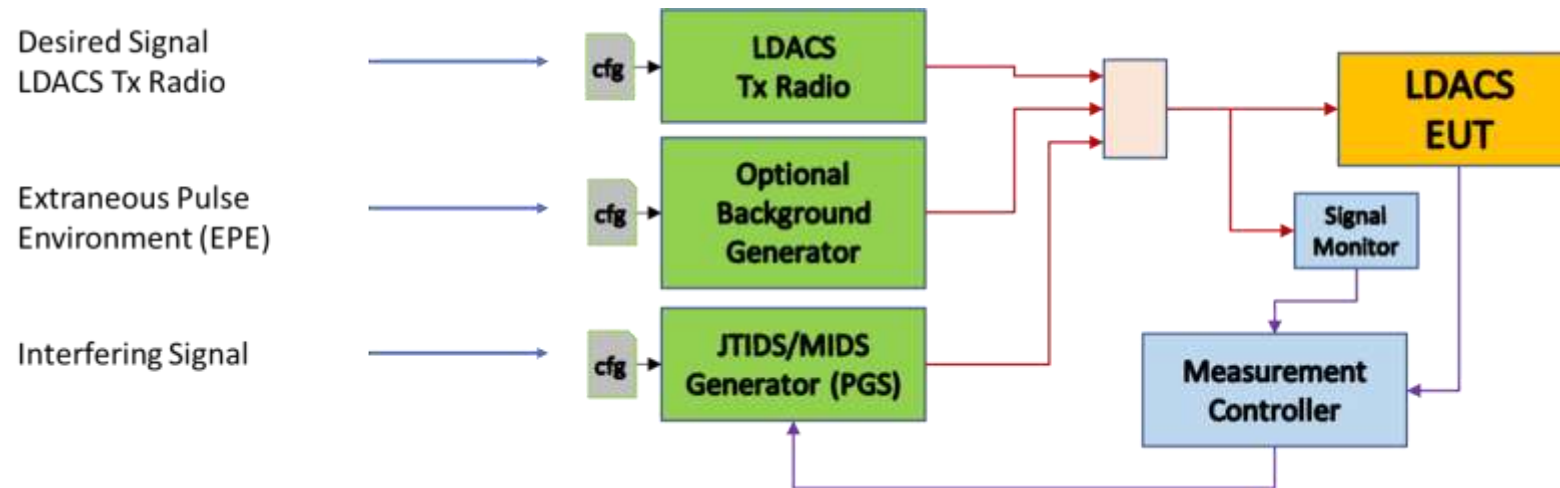 Desired Signal
LDACS Tx Radio
cfg
LDACS
Tx Radio
LDACS
EUT
Extraneous Pulse
Environment (EPE)
cfg
Optional
Background
Generator
Signal
Monitor
Interfering Signal
cfg
JTIDS/MIDS
Generator (PGS)
Measurement
Controller